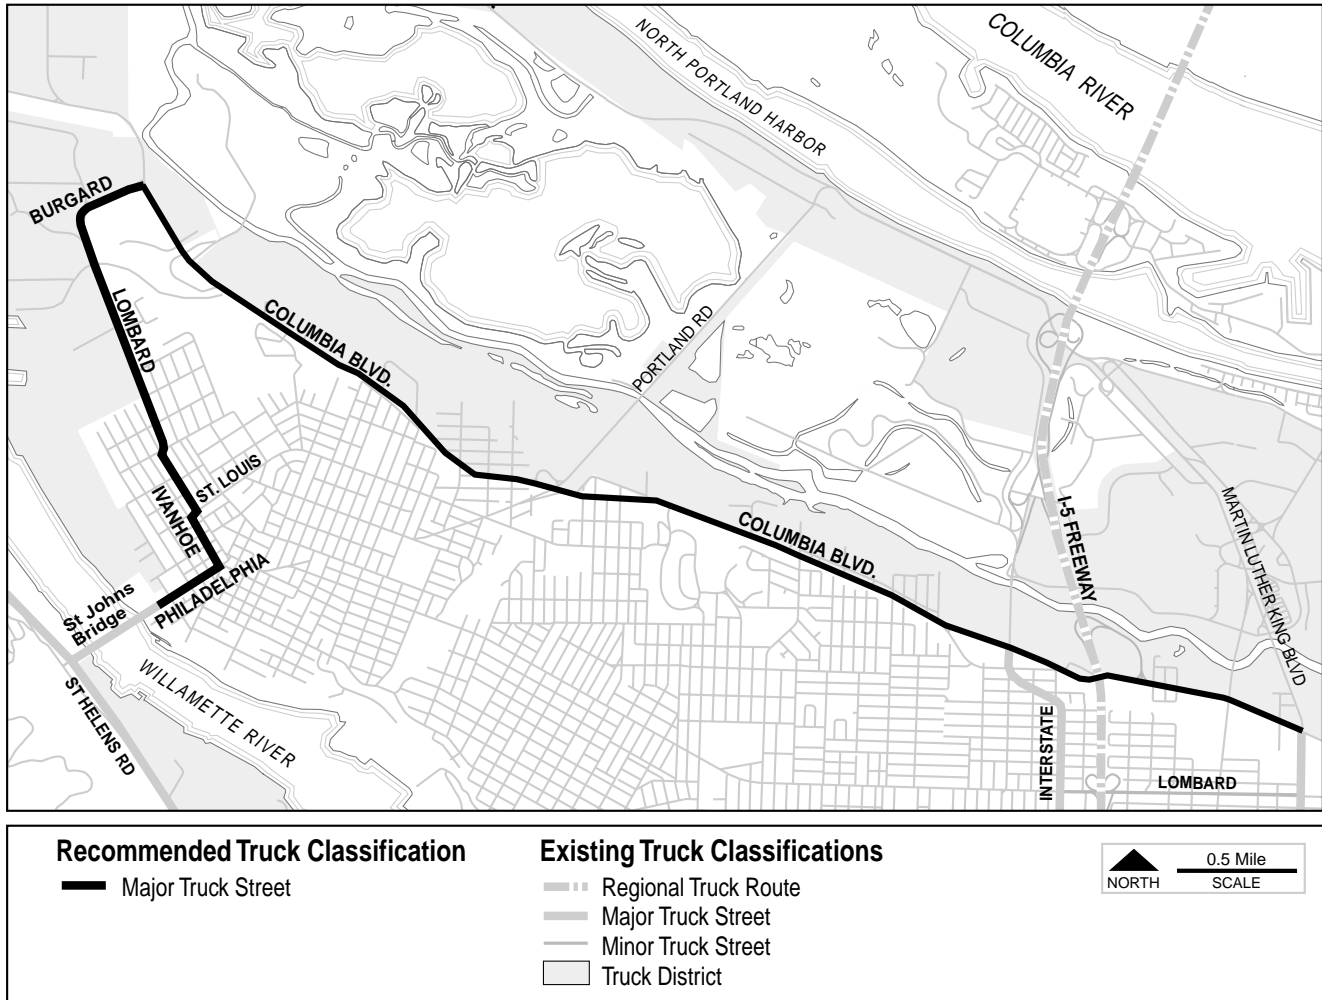 COLUMBIA RIVER
NORTH PORTLAND HARBOR
BURGARD
LOMBARD
COLUMBIA BLVD.
PORTLAND RD
ST. LOUIS
IVANHOE
PHILADELPHIA
St Johns
Bridge
WILLAMETTE RIVER
ST HELENS RD
COLUMBIA BLVD.
I-5 FREEWAY
MARTIN LUTHER KING BLVD
INTERSTATE
LOMBARD
Recommended Truck Classification
Major Truck Street
Existing Truck Classifications
Regional Truck Route
Major Truck Street
Minor Truck Street
Truck District
NORTH
0.5 Mile
SCALE